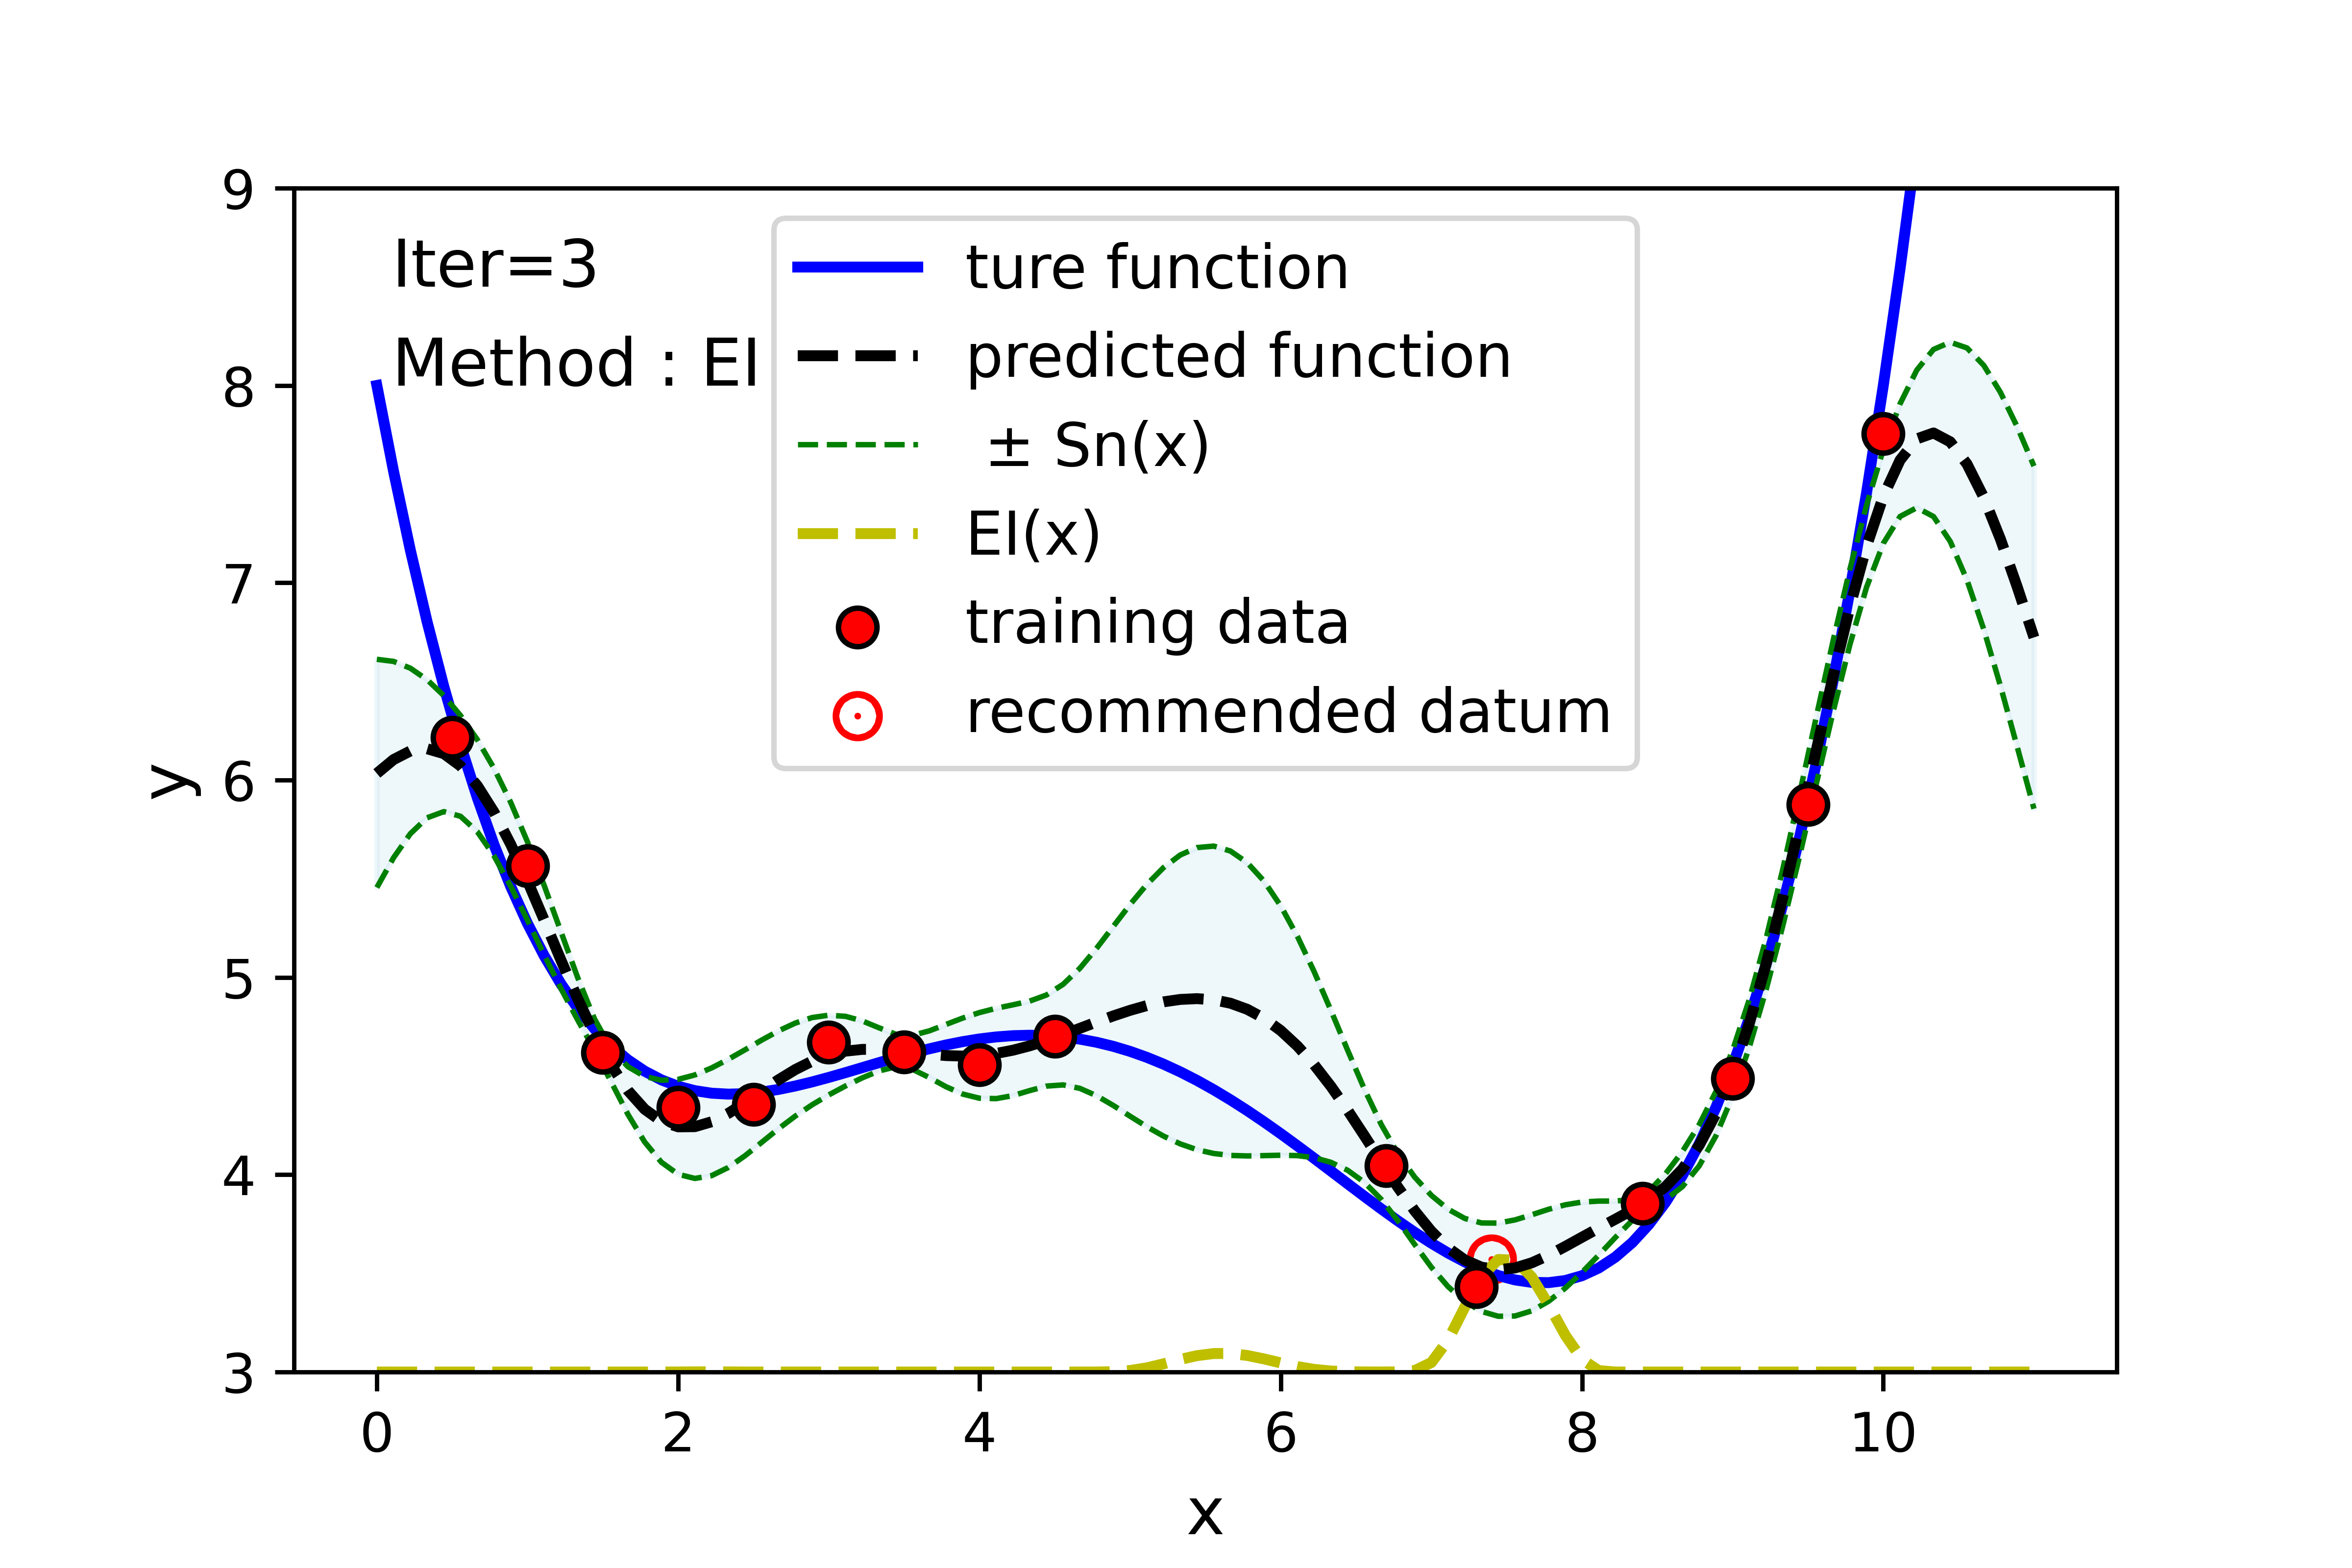 Iter=3
Method : EI
ture function
predicted function
± Sn(x)
EI(x)
training data
recommended datum
y
9
8
7
6
5
4
3
0 2 4 6 8 10
x